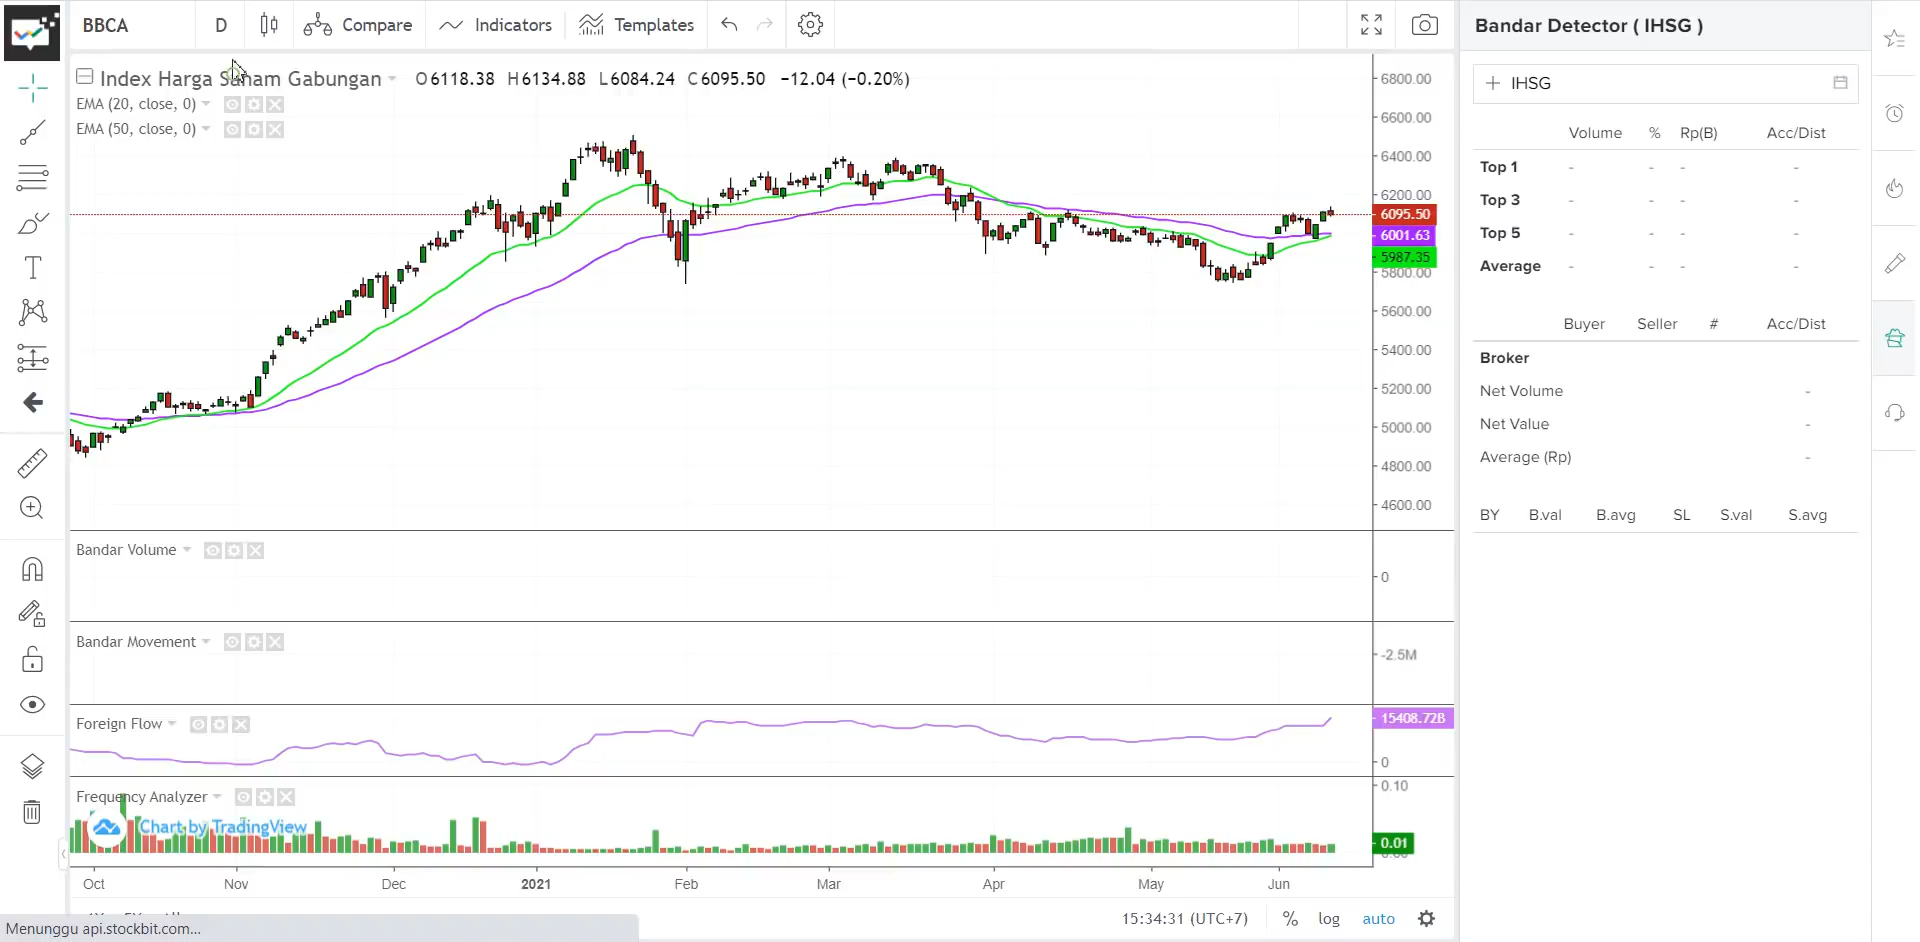 BBCA D Compare Indicators Templates
Index Harga Saham Gabungan O6118.38 H6134.88 L6084.24 C6095.50 −12.04 (−0.20%)
EMA (20, close, 0)
EMA (50, close, 0)
6800.00
6600.00
6400.00
6200.00
6095.50
6001.63
5987.35
5800.00
5600.00
5400.00
5200.00
5000.00
4800.00
4600.00
Bandar Volume
0
Bandar Movement
-2.5M
Foreign Flow
15408.72B
0
Frequency Analyzer
0.10
Chart by TradingView
0.01
Oct Nov Dec 2021 Feb Mar Apr May Jun
15:34:31 (UTC+7) % log auto
Menunggu api.stockbit.com...
Bandar Detector ( IHSG )
IHSG
Volume % Rp(B) Acc/Dist
Top 1 - - - -
Top 3 - - - -
Top 5 - - - -
Average - - - -
Buyer Seller # Acc/Dist
Broker
Net Volume -
Net Value -
Average (Rp) -
BY B.val B.avg SL S.val S.avg